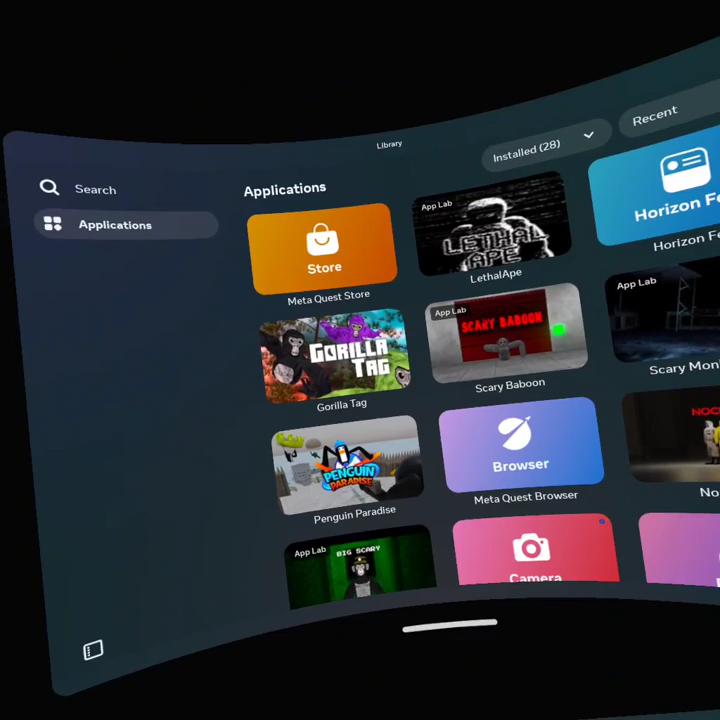 Library
Search
Applications
Applications
Installed (28)
Recent
Store
Meta Quest Store
App Lab
LETHAL
APE
LethalApe
Horizon Fe
Horizon Fe
GORILLA
TAG
Gorilla Tag
App Lab
SCARY BABOON
Scary Baboon
App Lab
Scary Mon
PENGUIN
PARADISE
Penguin Paradise
Browser
Meta Quest Browser
NOC
No
App Lab
BIG SCARY
Camera